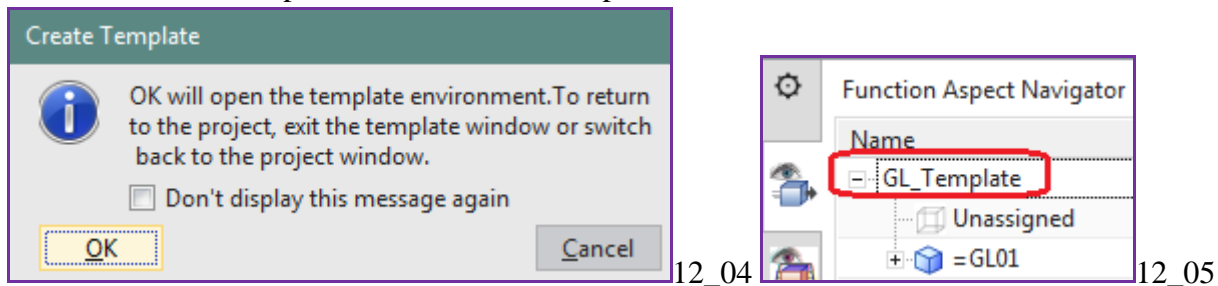 Create Template
OK will open the template environment.To return
to the project, exit the template window or switch
back to the project window.
Don't display this message again
OK
Cancel
12_04
Function Aspect Navigator
Name
GL_Template
Unassigned
=GL01
12_05